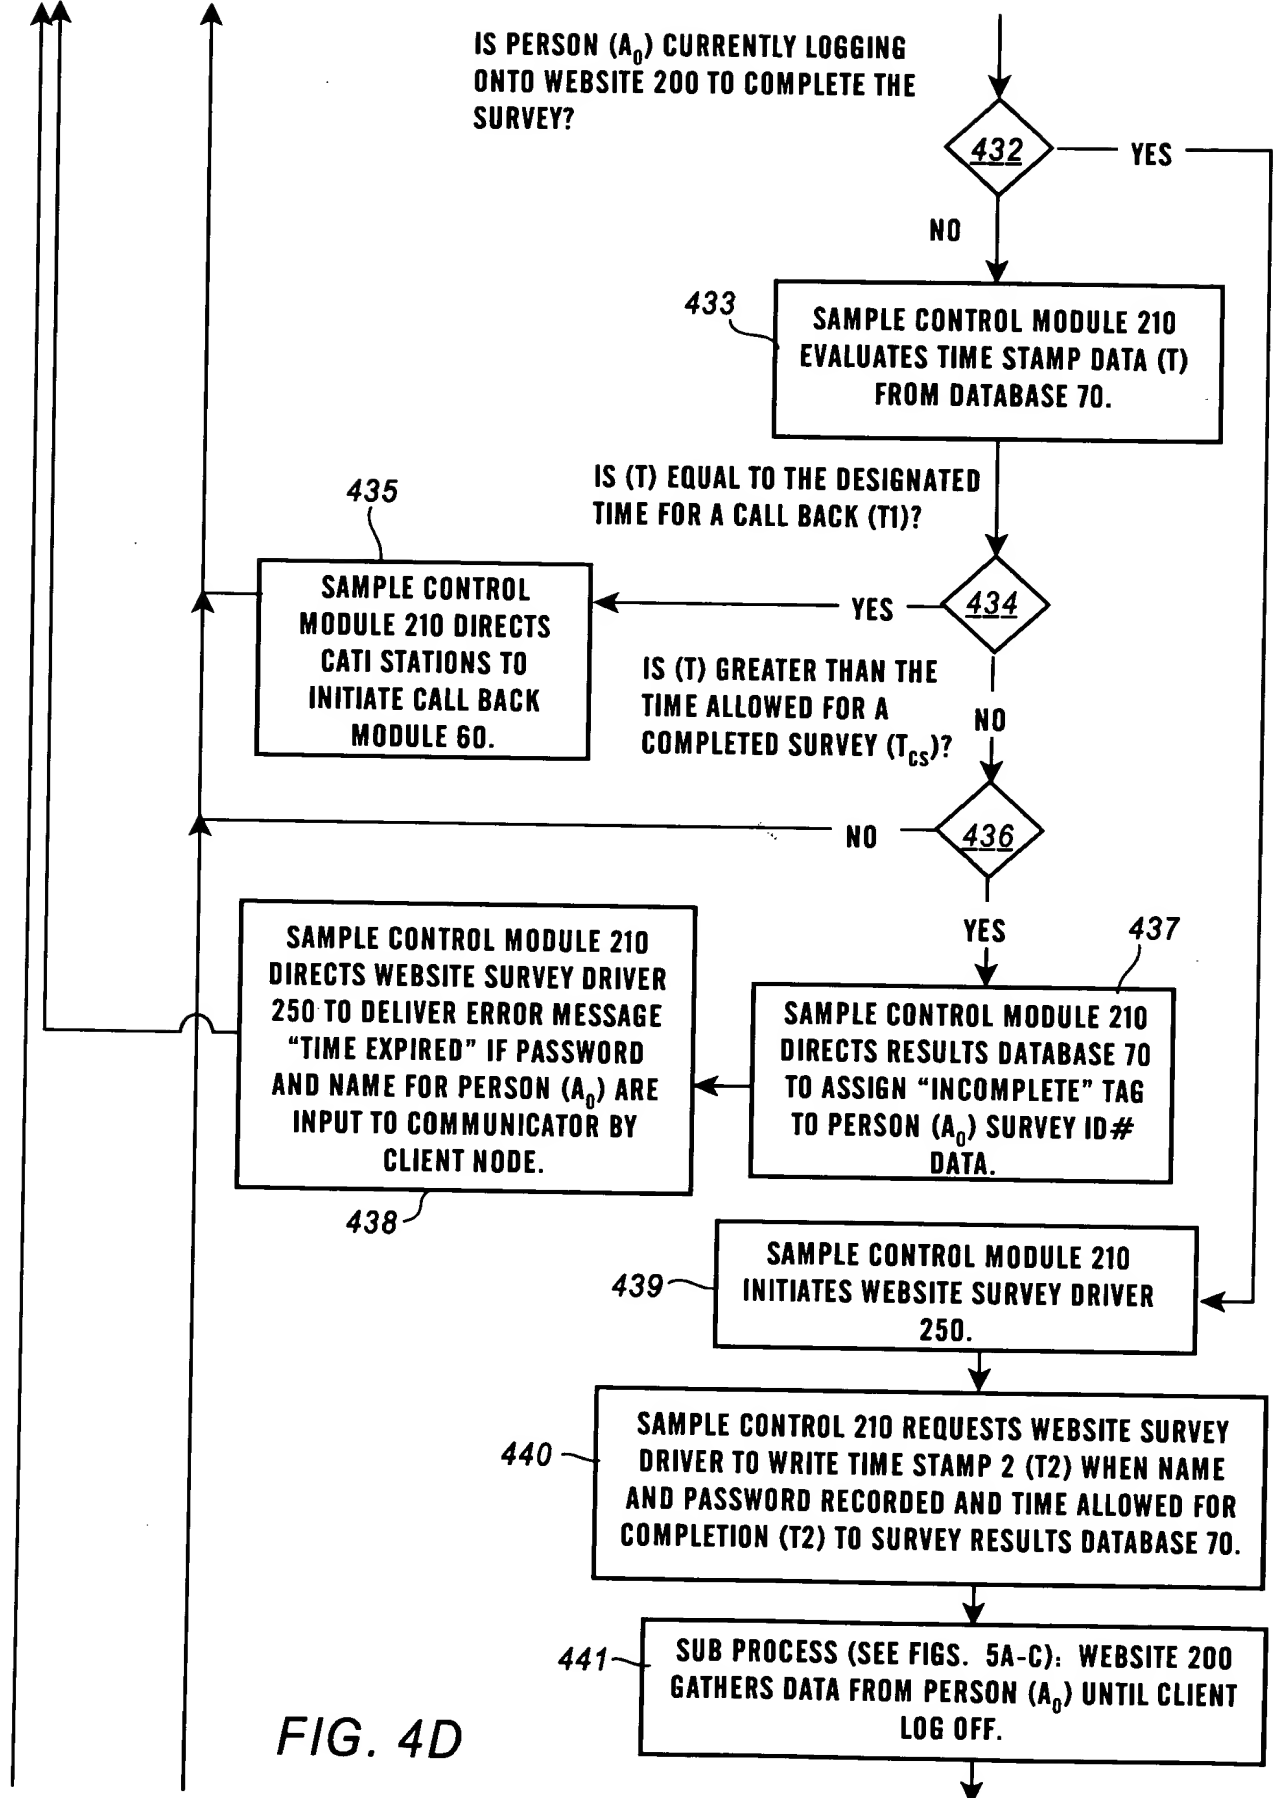 IS PERSON (A0) CURRENTLY LOGGING
ONTO WEBSITE 200 TO COMPLETE THE
SURVEY?
432
YES
NO
433
SAMPLE CONTROL MODULE 210
EVALUATES TIME STAMP DATA (T)
FROM DATABASE 70.
IS (T) EQUAL TO THE DESIGNATED
TIME FOR A CALL BACK (T1)?
434
YES
435
SAMPLE CONTROL
MODULE 210 DIRECTS
CATI STATIONS TO
INITIATE CALL BACK
MODULE 60.
IS (T) GREATER THAN THE
TIME ALLOWED FOR A
COMPLETED SURVEY (TCS)?
NO
436
NO
YES
437
SAMPLE CONTROL MODULE 210
DIRECTS RESULTS DATABASE 70
TO ASSIGN “INCOMPLETE” TAG
TO PERSON (A0) SURVEY ID#
DATA.
SAMPLE CONTROL MODULE 210
DIRECTS WEBSITE SURVEY DRIVER
250 TO DELIVER ERROR MESSAGE
“TIME EXPIRED” IF PASSWORD
AND NAME FOR PERSON (A0) ARE
INPUT TO COMMUNICATOR BY
CLIENT NODE.
438
439
SAMPLE CONTROL MODULE 210
INITIATES WEBSITE SURVEY DRIVER
250.
440
SAMPLE CONTROL 210 REQUESTS WEBSITE SURVEY
DRIVER TO WRITE TIME STAMP 2 (T2) WHEN NAME
AND PASSWORD RECORDED AND TIME ALLOWED FOR
COMPLETION (T2) TO SURVEY RESULTS DATABASE 70.
441
SUB PROCESS (SEE FIGS. 5A-C): WEBSITE 200
GATHERS DATA FROM PERSON (A0) UNTIL CLIENT
LOG OFF.
FIG. 4D